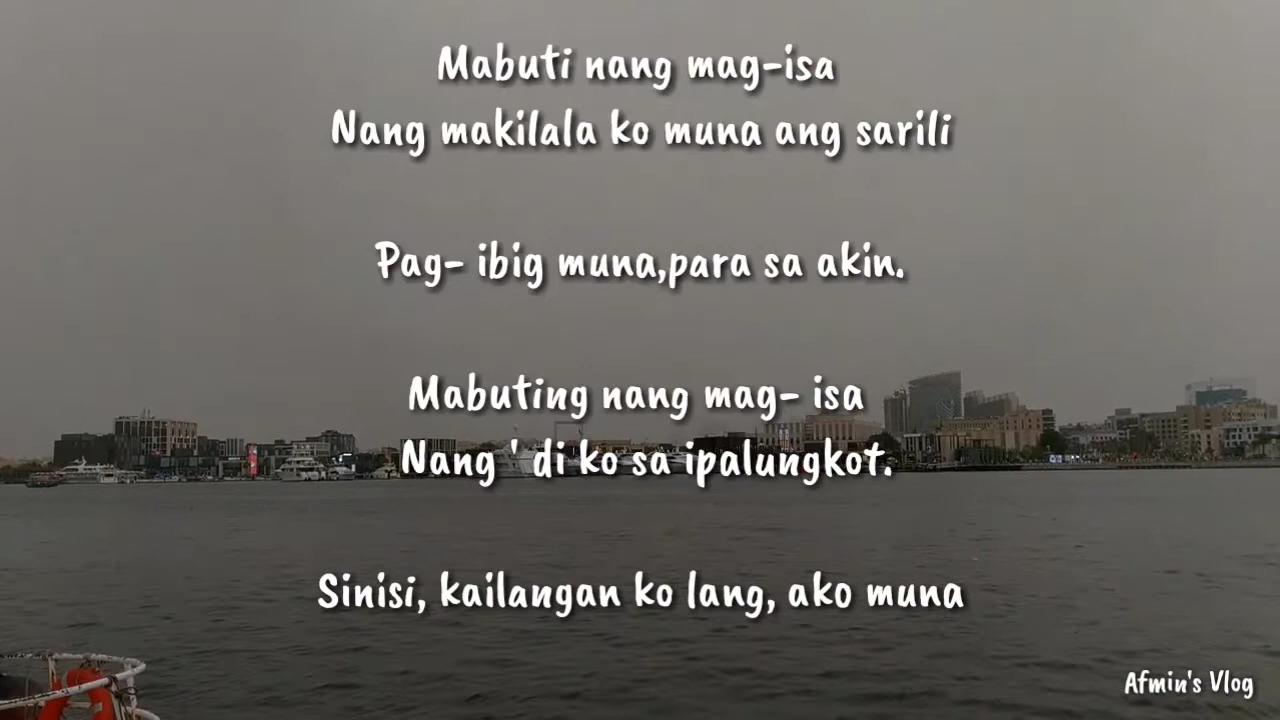 Mabuti nang mag-isa
Nang makilala ko muna ang sarili
Pag- ibig muna,para sa akin.
Mabuting nang mag- isa
Nang ' di ko sa ipalungkot.
Sinisi, kailangan ko lang, ako muna
Afmin's Vlog